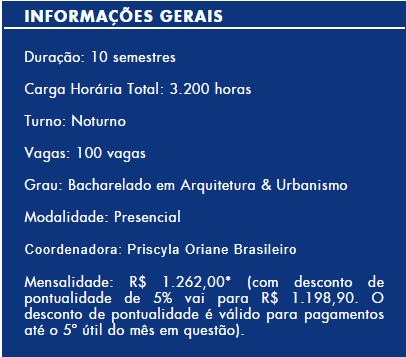 INFORMAÇÕES GERAIS
Duração: 10 semestres
Carga Horária Total: 3.200 horas
Turno: Noturno
Vagas: 100 vagas
Grau: Bacharelado em Arquitetura & Urbanismo
Modalidade: Presencial
Coordenadora: Priscyla Oriane Brasileiro
Mensalidade: R$ 1.262,00* (com desconto de
pontualidade de 5% vai para R$ 1.198,90. O
desconto de pontualidade é válido para pagamentos
até o 5º útil do mês em questão).